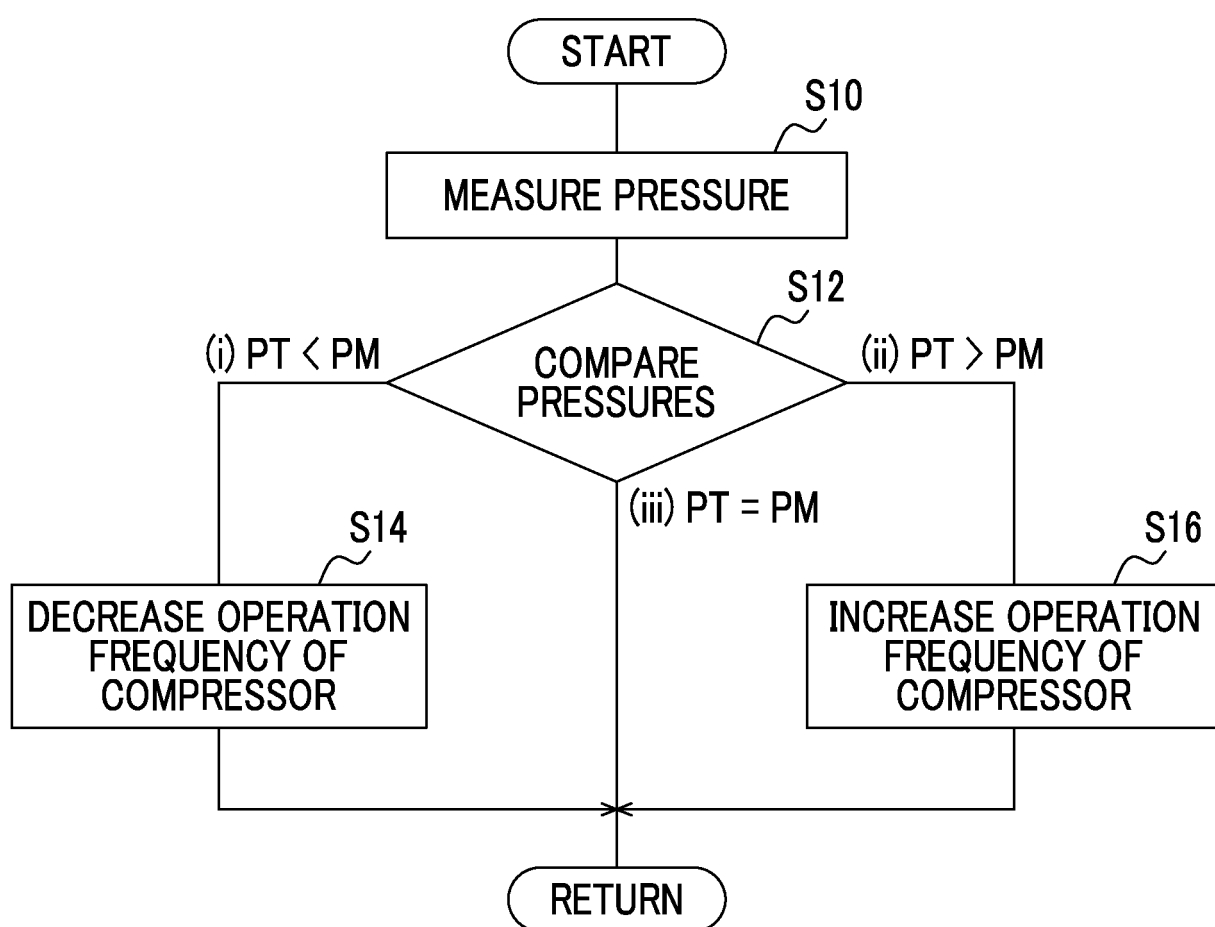 START
S10
MEASURE PRESSURE
S12
(i) PT < PM
COMPARE
PRESSURES
(ii) PT > PM
(iii) PT = PM
S14
DECREASE OPERATION
FREQUENCY OF
COMPRESSOR
S16
INCREASE OPERATION
FREQUENCY OF
COMPRESSOR
RETURN